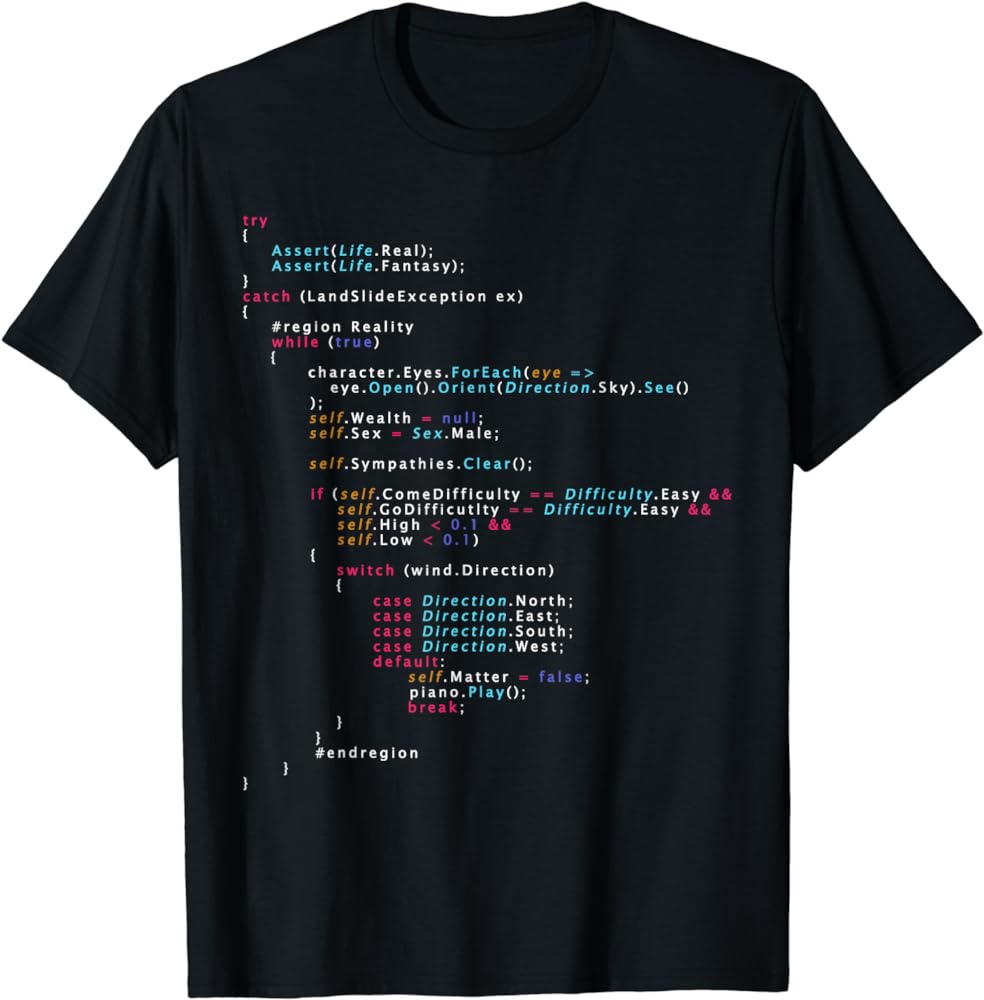 try
{
Assert(Life.Real);
Assert(Life.Fantasy);
}
catch (LandSlideException ex)
{
#region Reality
while (true)
{
character.Eyes.ForEach(eye =>
eye.Open().Orient(Direction.Sky).See()
);
self.Wealth = null;
self.Sex = Sex.Male;
self.Sympathies.Clear();
if (self.ComeDifficulty == Difficulty.Easy &&
self.GoDifficutlty == Difficulty.Easy &&
self.High < 0.1 &&
self.Low < 0.1)
{
switch (wind.Direction)
{
case Direction.North;
case Direction.East;
case Direction.South;
case Direction.West;
default:
self.Matter = false;
piano.Play();
break;
}
}
#endregion
}
}